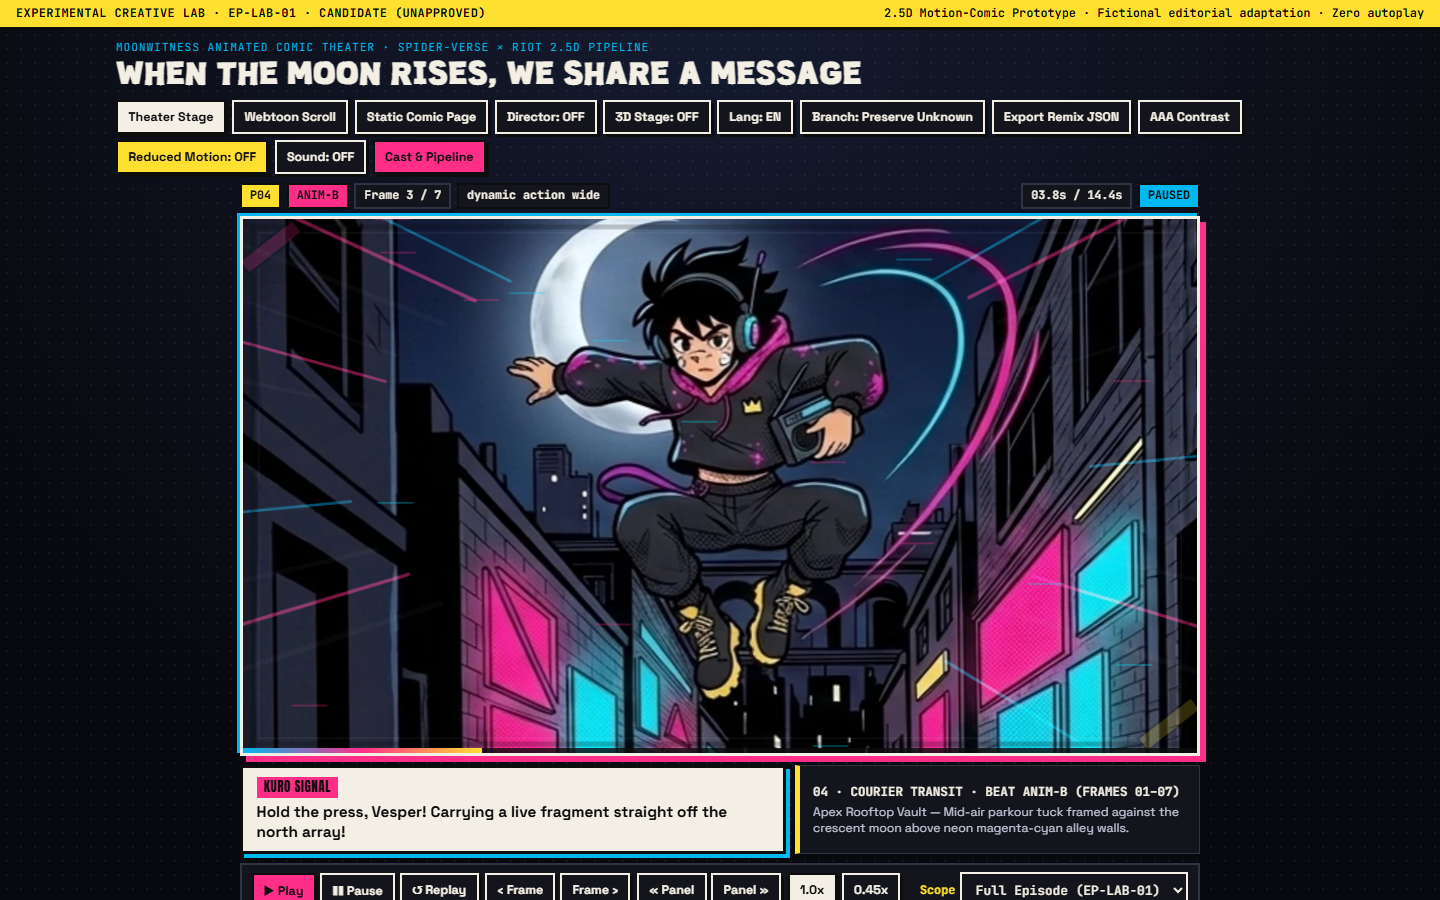 EXPERIMENTAL CREATIVE LAB · EP-LAB-01 · CANDIDATE (UNAPPROVED)
2.5D Motion-Comic Prototype · Fictional editorial adaptation · Zero autoplay
MOONWITNESS ANIMATED COMIC THEATER · SPIDER-VERSE × RIOT 2.5D PIPELINE
WHEN THE MOON RISES, WE SHARE A MESSAGE
Theater Stage
Webtoon Scroll
Static Comic Page
Director: OFF
3D Stage: OFF
Lang: EN
Branch: Preserve Unknown
Export Remix JSON
AAA Contrast
Reduced Motion: OFF
Sound: OFF
Cast & Pipeline
P04
ANIM-B
Frame 3 / 7
dynamic action wide
03.8s / 14.4s
PAUSED
KURO SIGNAL
Hold the press, Vesper! Carrying a live fragment straight off the
north array!
04 · COURIER TRANSIT · BEAT ANIM-B (FRAMES 01–07)
Apex Rooftop Vault — Mid-air parkour tuck framed against the
crescent moon above neon magenta-cyan alley walls.
▶ Play
▮▮ Pause
↺ Replay
‹ Frame
Frame ›
« Panel
Panel »
1.0x
0.45x
Scope
Full Episode (EP-LAB-01)